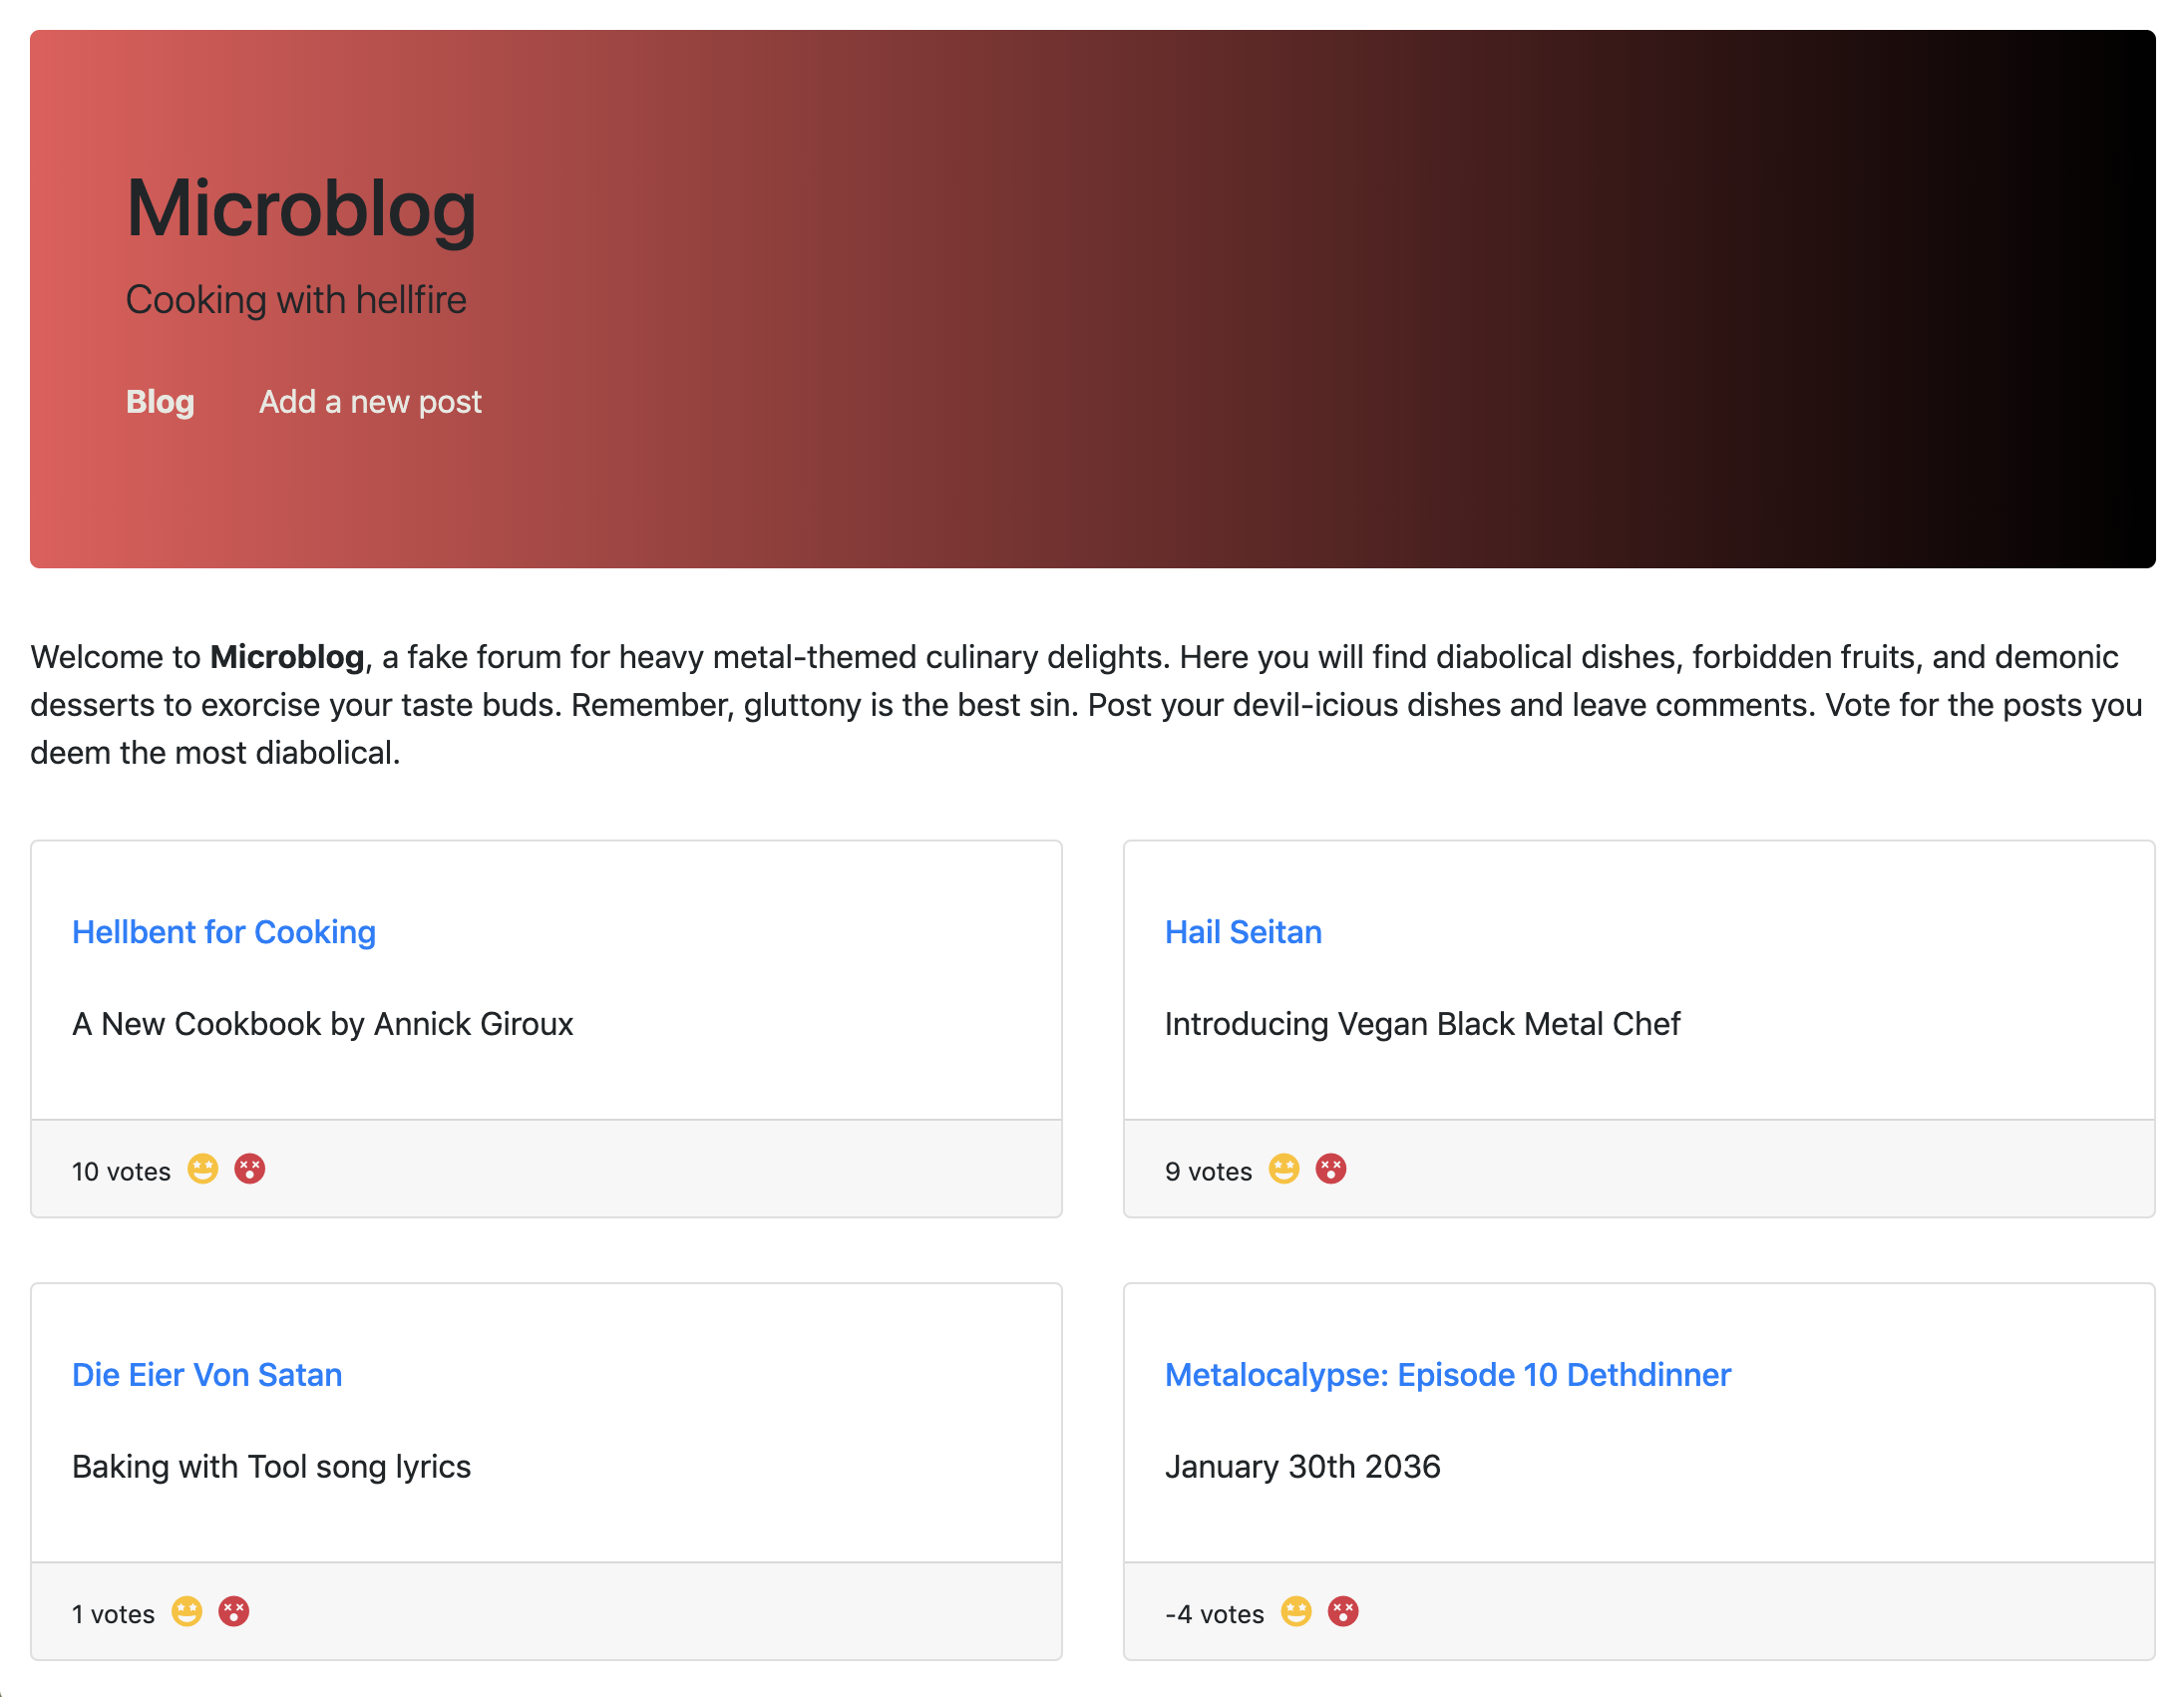 Microblog
Cooking with hellfire
Blog Add a new post
Welcome to Microblog, a fake forum for heavy metal-themed culinary delights. Here you will find diabolical dishes, forbidden fruits, and demonic
desserts to exorcise your taste buds. Remember, gluttony is the best sin. Post your devil-icious dishes and leave comments. Vote for the posts you
deem the most diabolical.
Hellbent for Cooking
A New Cookbook by Annick Giroux
10 votes
Hail Seitan
Introducing Vegan Black Metal Chef
9 votes
Die Eier Von Satan
Baking with Tool song lyrics
1 votes
Metalocalypse: Episode 10 Dethdinner
January 30th 2036
-4 votes